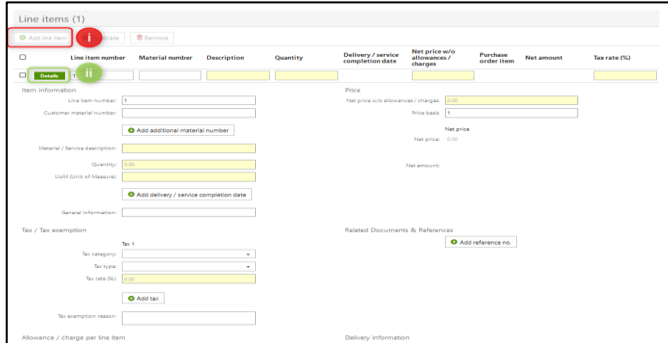 Line items (1)
Add line item i Remove
Line item number Material number Description Quantity Delivery / service completion date Net price w/o allowances / charges Purchase order item Net amount Tax rate (%)
Details ii 1
Item information Price
Line item number: 1 Net price w/o allowances / charges: 0.00
Customer material number: Price basis: 1
Add additional material number Net price
Net price: 0.00
Material / Service description:
Quantity: 0.00 Net amount:
UoM (Unit of Measure):
Add delivery / service completion date
General Information:
Tax / Tax exemption Related Documents & References
Tax 1 Add reference no.
Tax category:
Tax type:
Tax rate (%): 0.00
Add tax
Tax exemption reason:
Allowance / charge per line item Delivery information